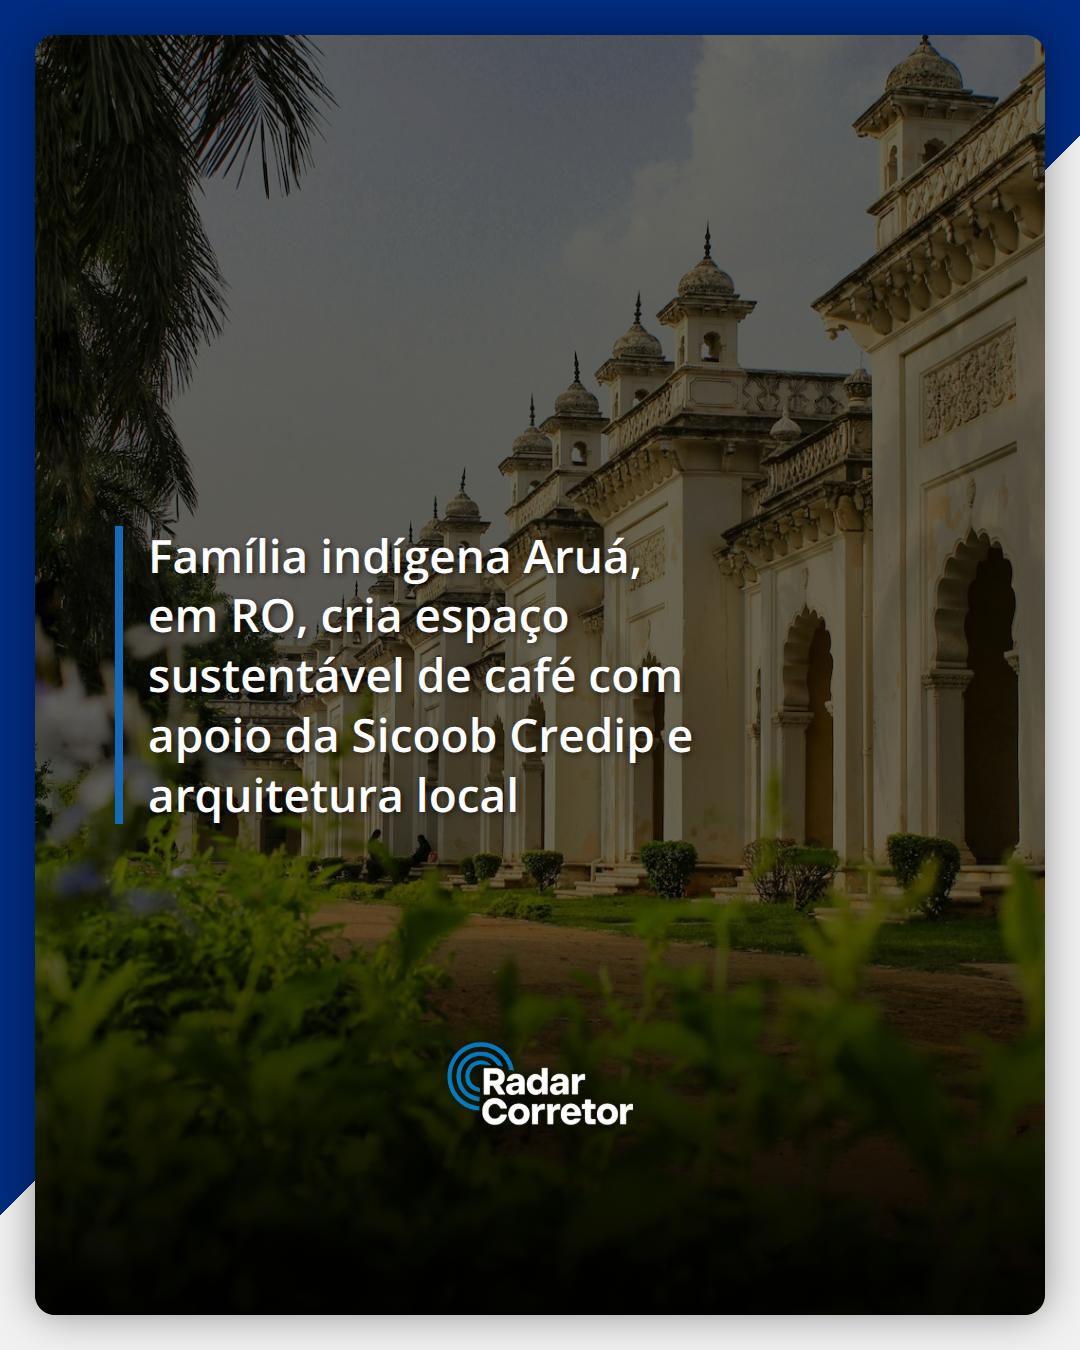 Família indígena Aruá,
em RO, cria espaço
sustentável de café com
apoio da Sicoob Credip e
arquitetura local
Radar
Corretor